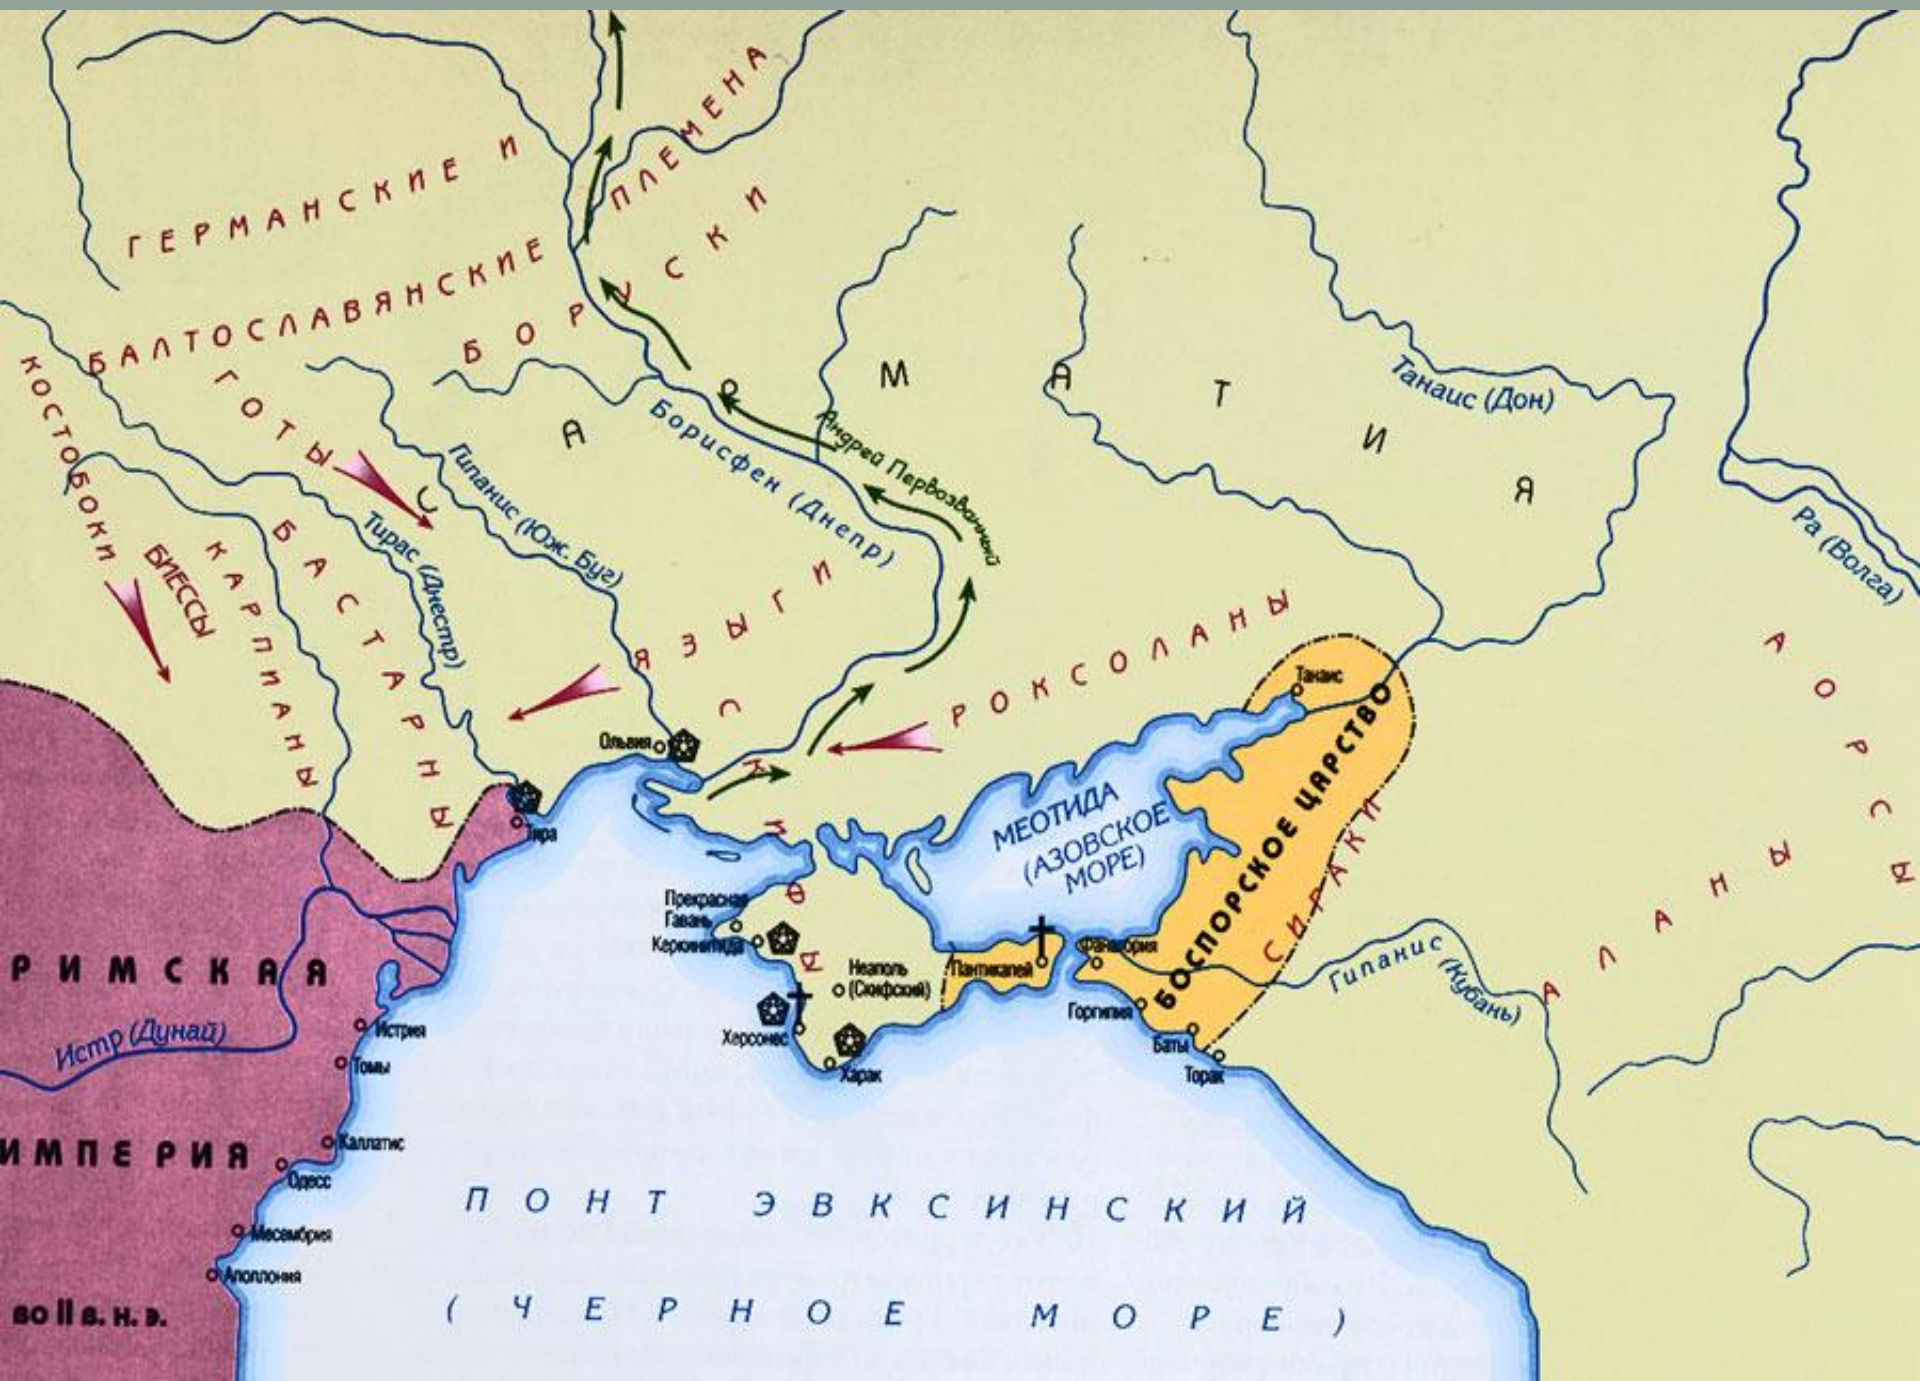 ГЕРМАНСКИЕ И
БАЛТОСЛАВЯНСКИЕ ПЛЕМЕНА
БОРУСКИ
КОСТОБОКИ
ГОТЫ
БИЕССЫ
КАРПИАНЫ
БАСТАРНЫ
САРМАТИЯ
Танаис (Дон)
Борисфен (Днепр)
Андрей Первозванный
Гипанис (Юж. Буг)
Тирас (Днестр)
Ра (Волга)
ЯЗЫГИ
РОКСОЛАНЫ
СКИФЫ
АОРСЫ
АЛАНЫ
СИРАКИ
Танаис
БОСПОРСКОЕ ЦАРСТВО
Ольвия
Тира
МЕОТИДА
(АЗОВСКОЕ
МОРЕ)
Прекрасная
Гавань
Керкинитида
Неаполь
(Скифский)
Пантикапей
Херсонес
Харак
Горгипия
Баты
Торак
Гипанис (Кубань)
РИМСКАЯ
Истр (Дунай)
Истрия
Томы
Каллатис
ИМПЕРИЯ
Одесс
Месембрия
Аполлония
во II в. н. э.
ПОНТ ЭВКСИНСКИЙ
(ЧЕРНОЕ МОРЕ)